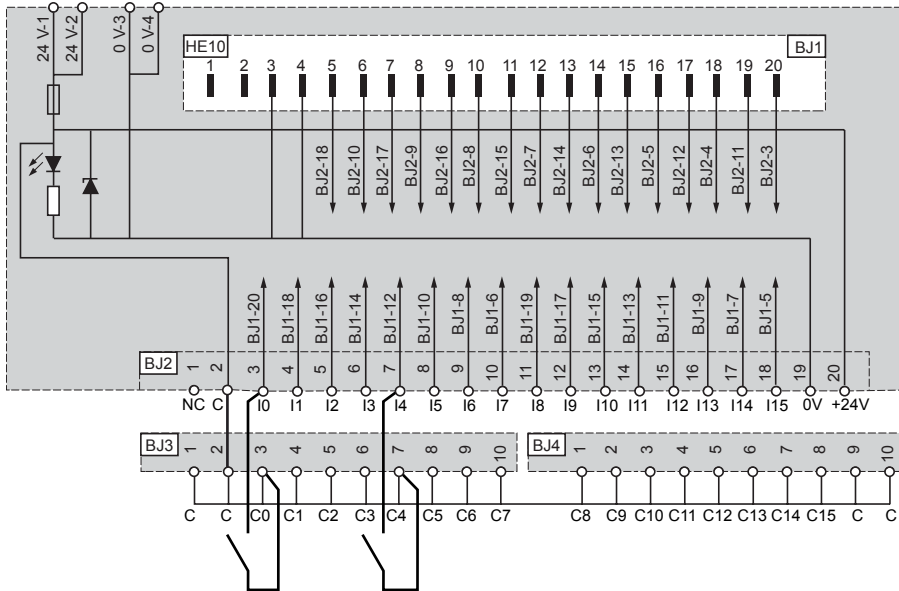 24 V-1 24 V-2 0 V-3 0 V-4
HE10 BJ1
1 2 3 4 5 6 7 8 9 10 11 12 13 14 15 16 17 18 19 20
BJ2-18 BJ2-10 BJ2-17 BJ2-9 BJ2-16 BJ2-8 BJ2-15 BJ2-7 BJ2-14 BJ2-6 BJ2-13 BJ2-5 BJ2-12 BJ2-4 BJ2-11 BJ2-3
BJ1-20 BJ1-18 BJ1-16 BJ1-14 BJ1-12 BJ1-10 BJ1-8 BJ1-6 BJ1-19 BJ1-17 BJ1-15 BJ1-13 BJ1-11 BJ1-9 BJ1-7 BJ1-5
BJ2 1 2 3 4 5 6 7 8 9 10 11 12 13 14 15 16 17 18 19 20
NC C I0 I1 I2 I3 I4 I5 I6 I7 I8 I9 I10 I11 I12 I13 I14 I15 0V +24V
BJ3 1 2 3 4 5 6 7 8 9 10 BJ4 1 2 3 4 5 6 7 8 9 10
C C C0 C1 C2 C3 C4 C5 C6 C7 C8 C9 C10 C11 C12 C13 C14 C15 C C